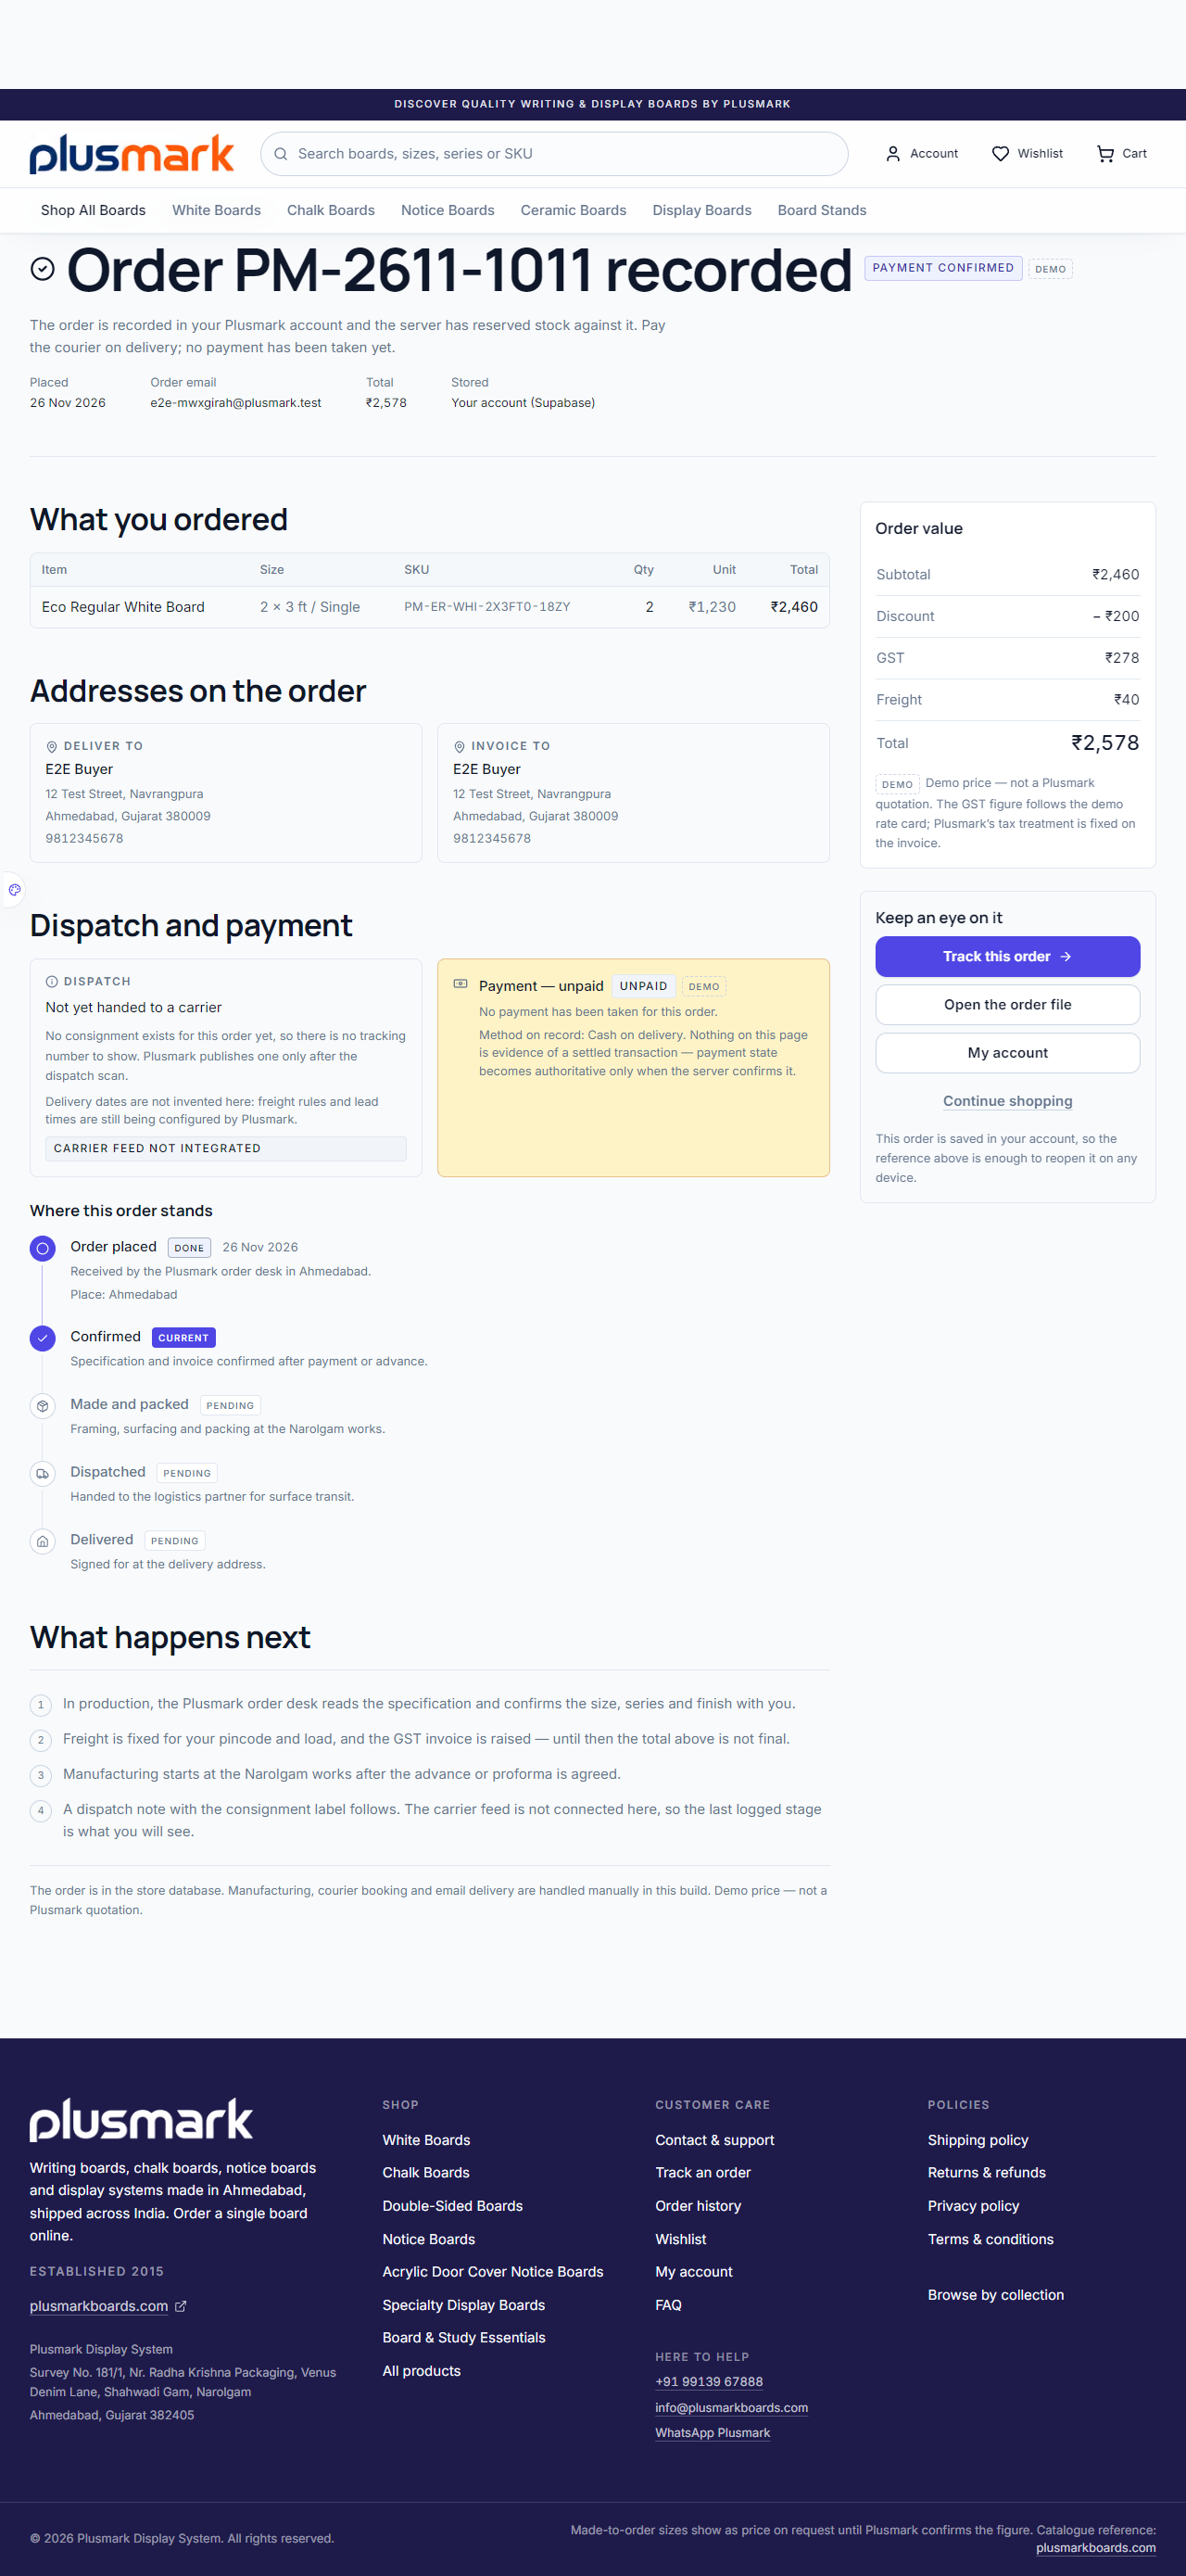 DISCOVER QUALITY WRITING & DISPLAY BOARDS BY PLUSMARK
plusmark
Search boards, sizes, series or SKU
Account
Wishlist
Cart
Shop All Boards
White Boards
Chalk Boards
Notice Boards
Ceramic Boards
Display Boards
Board Stands
Order PM-2611-1011 recorded
PAYMENT CONFIRMED
DEMO
The order is recorded in your Plusmark account and the server has reserved stock against it. Pay
the courier on delivery; no payment has been taken yet.
Placed
26 Nov 2026
Order email
e2e-mwxgirah@plusmark.test
Total
₹2,578
Stored
Your account (Supabase)
What you ordered
Item Size SKU Qty Unit Total
Eco Regular White Board 2 × 3 ft / Single PM-ER-WHI-2X3FT0-18ZY 2 ₹1,230 ₹2,460
Addresses on the order
DELIVER TO
E2E Buyer
12 Test Street, Navrangpura
Ahmedabad, Gujarat 380009
9812345678
INVOICE TO
E2E Buyer
12 Test Street, Navrangpura
Ahmedabad, Gujarat 380009
9812345678
Dispatch and payment
DISPATCH
Not yet handed to a carrier
No consignment exists for this order yet, so there is no tracking
number to show. Plusmark publishes one only after the
dispatch scan.
Delivery dates are not invented here: freight rules and lead
times are still being configured by Plusmark.
CARRIER FEED NOT INTEGRATED
Payment — unpaid UNPAID DEMO
No payment has been taken for this order.
Method on record: Cash on delivery. Nothing on this page
is evidence of a settled transaction — payment state
becomes authoritative only when the server confirms it.
Where this order stands
Order placed DONE 26 Nov 2026
Received by the Plusmark order desk in Ahmedabad.
Place: Ahmedabad
Confirmed CURRENT
Specification and invoice confirmed after payment or advance.
Made and packed PENDING
Framing, surfacing and packing at the Narolgam works.
Dispatched PENDING
Handed to the logistics partner for surface transit.
Delivered PENDING
Signed for at the delivery address.
What happens next
1 In production, the Plusmark order desk reads the specification and confirms the size, series and finish with you.
2 Freight is fixed for your pincode and load, and the GST invoice is raised — until then the total above is not final.
3 Manufacturing starts at the Narolgam works after the advance or proforma is agreed.
4 A dispatch note with the consignment label follows. The carrier feed is not connected here, so the last logged stage
is what you will see.
The order is in the store database. Manufacturing, courier booking and email delivery are handled manually in this build. Demo price — not a
Plusmark quotation.
Order value
Subtotal ₹2,460
Discount − ₹200
GST ₹278
Freight ₹40
Total ₹2,578
DEMO Demo price — not a Plusmark
quotation. The GST figure follows the demo
rate card; Plusmark's tax treatment is fixed on
the invoice.
Keep an eye on it
Track this order →
Open the order file
My account
Continue shopping
This order is saved in your account, so the
reference above is enough to reopen it on any
device.
plusmark
Writing boards, chalk boards, notice boards
and display systems made in Ahmedabad,
shipped across India. Order a single board
online.
ESTABLISHED 2015
plusmarkboards.com
Plusmark Display System
Survey No. 181/1, Nr. Radha Krishna Packaging, Venus
Denim Lane, Shahwadi Gam, Narolgam
Ahmedabad, Gujarat 382405
SHOP
White Boards
Chalk Boards
Double-Sided Boards
Notice Boards
Acrylic Door Cover Notice Boards
Specialty Display Boards
Board & Study Essentials
All products
CUSTOMER CARE
Contact & support
Track an order
Order history
Wishlist
My account
FAQ
HERE TO HELP
+91 99139 67888
info@plusmarkboards.com
WhatsApp Plusmark
POLICIES
Shipping policy
Returns & refunds
Privacy policy
Terms & conditions
Browse by collection
© 2026 Plusmark Display System. All rights reserved.
Made-to-order sizes show as price on request until Plusmark confirms the figure. Catalogue reference:
plusmarkboards.com